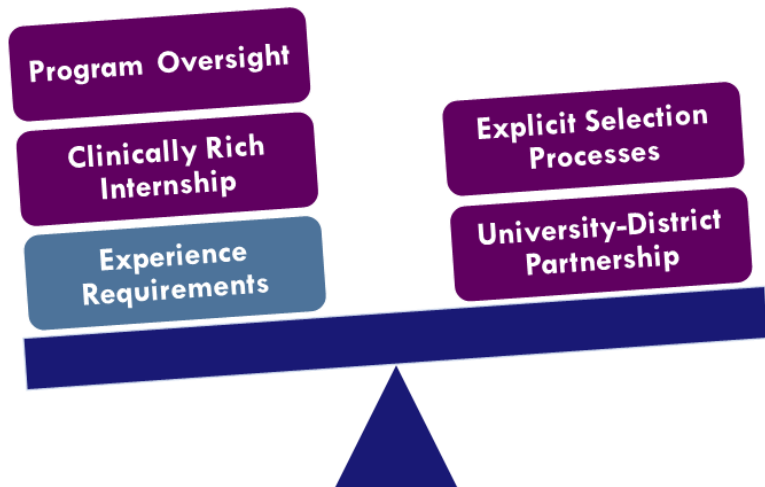 Program Oversight
Clinically Rich
Internship
Experience
Requirements
Explicit Selection
Processes
University-District
Partnership